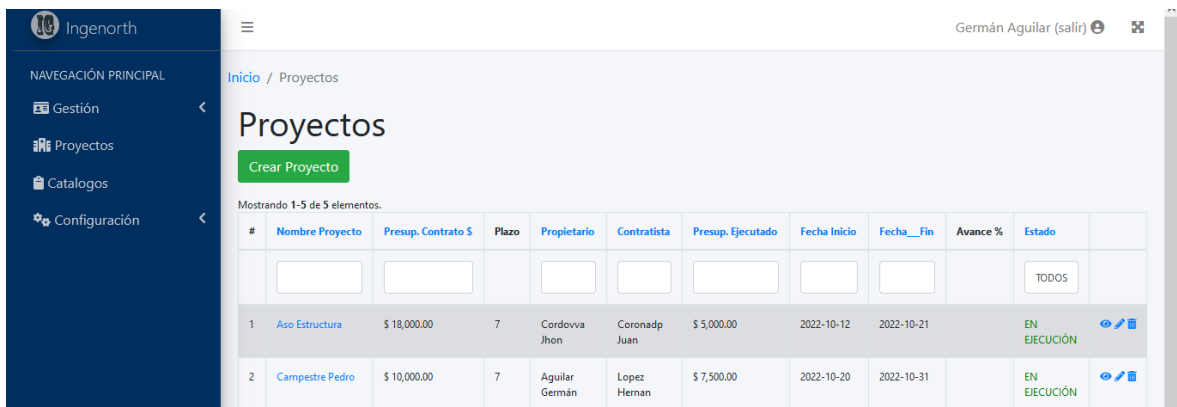 Ingenorth
Germán Aguilar (salir)
NAVEGACIÓN PRINCIPAL
Gestión
Proyectos
Catalogos
Configuración
Inicio / Proyectos
Proyectos
Crear Proyecto
Mostrando 1-5 de 5 elementos.
# Nombre Proyecto Presup. Contrato $ Plazo Propietario Contratista Presup. Ejecutado Fecha Inicio Fecha__Fin Avance % Estado
TODOS
1 Aso Estructura $ 18,000.00 7 Cordovva Jhon Coronadp Juan $ 5,000.00 2022-10-12 2022-10-21 EN EJECUCIÓN
2 Campestre Pedro $ 10,000.00 7 Aguilar Germán Lopez Hernan $ 7,500.00 2022-10-20 2022-10-31 EN EJECUCIÓN